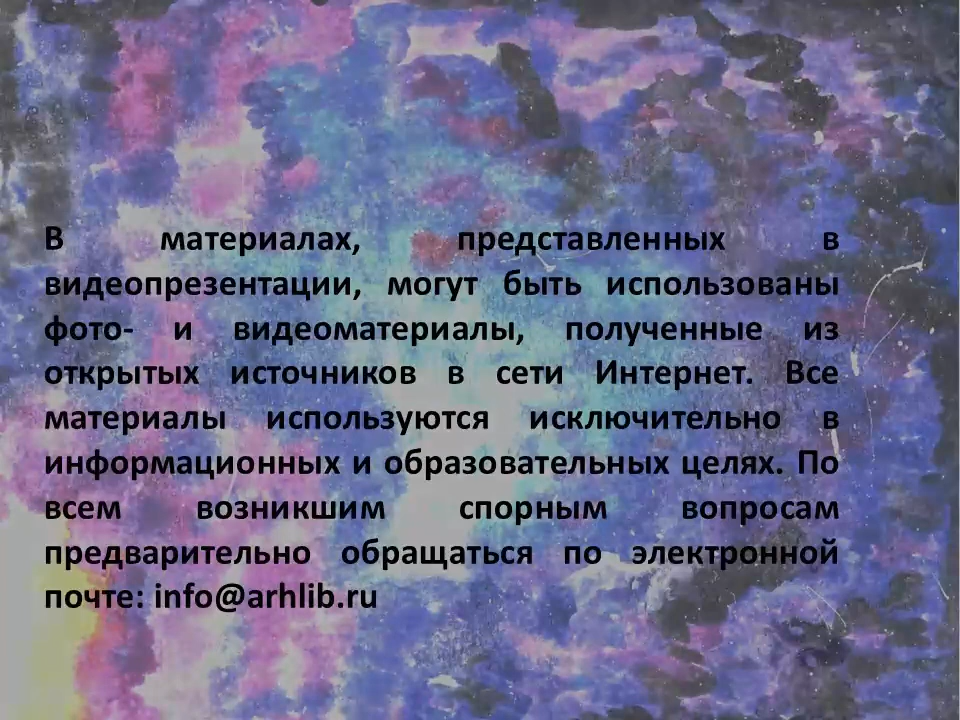 В материалах, представленных в
видеопрезентации, могут быть использованы
фото- и видеоматериалы, полученные из
открытых источников в сети Интернет. Все
материалы используются исключительно в
информационных и образовательных целях. По
всем возникшим спорным вопросам
предварительно обращаться по электронной
почте: info@arhlib.ru